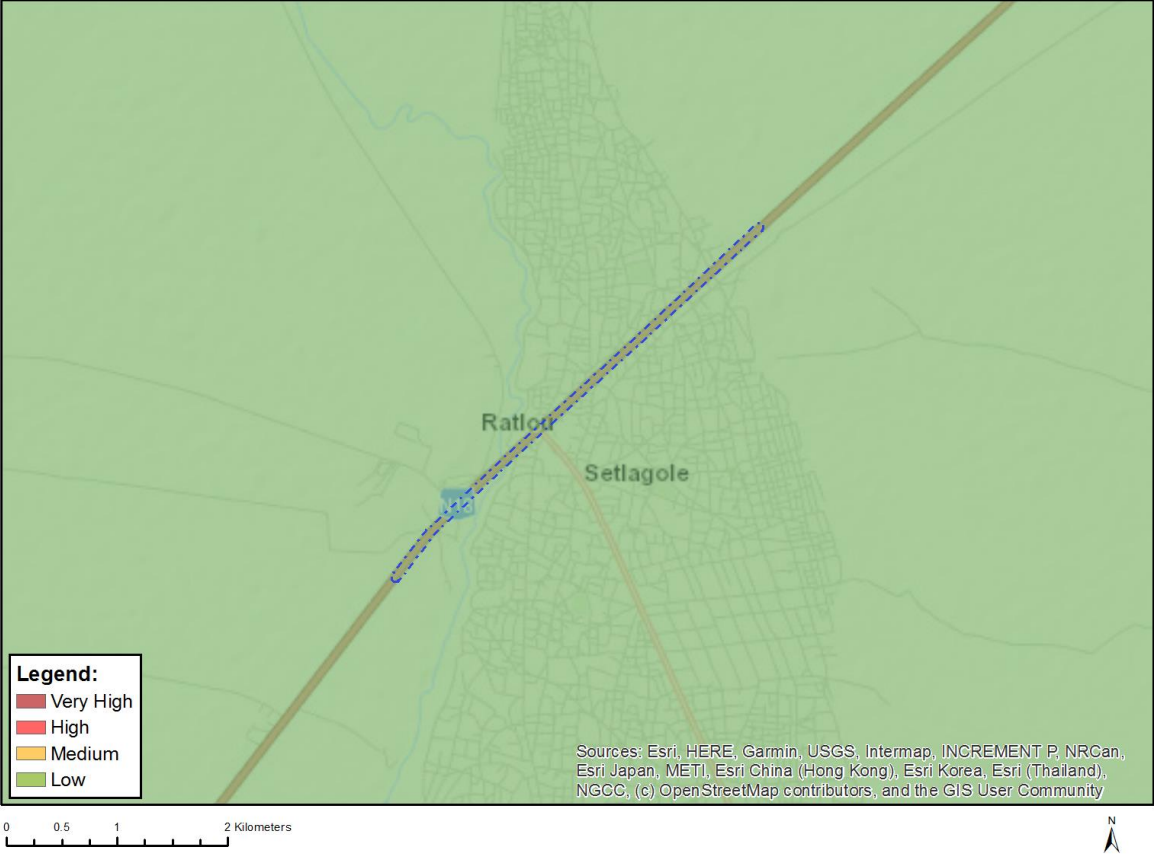 Ratlou
Setlagole
N18
Legend:
Very High
High
Medium
Low
Sources: Esri, HERE, Garmin, USGS, Intermap, INCREMENT P, NRCan,
Esri Japan, METI, Esri China (Hong Kong), Esri Korea, Esri (Thailand),
NGCC, (c) OpenStreetMap contributors, and the GIS User Community
0 0.5 1 2 Kilometers
N